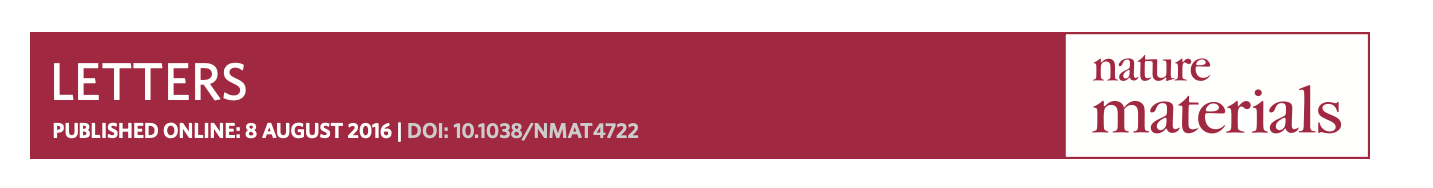 LETTERS
PUBLISHED ONLINE: 8 AUGUST 2016 | DOI: 10.1038/NMAT4722
nature
materials